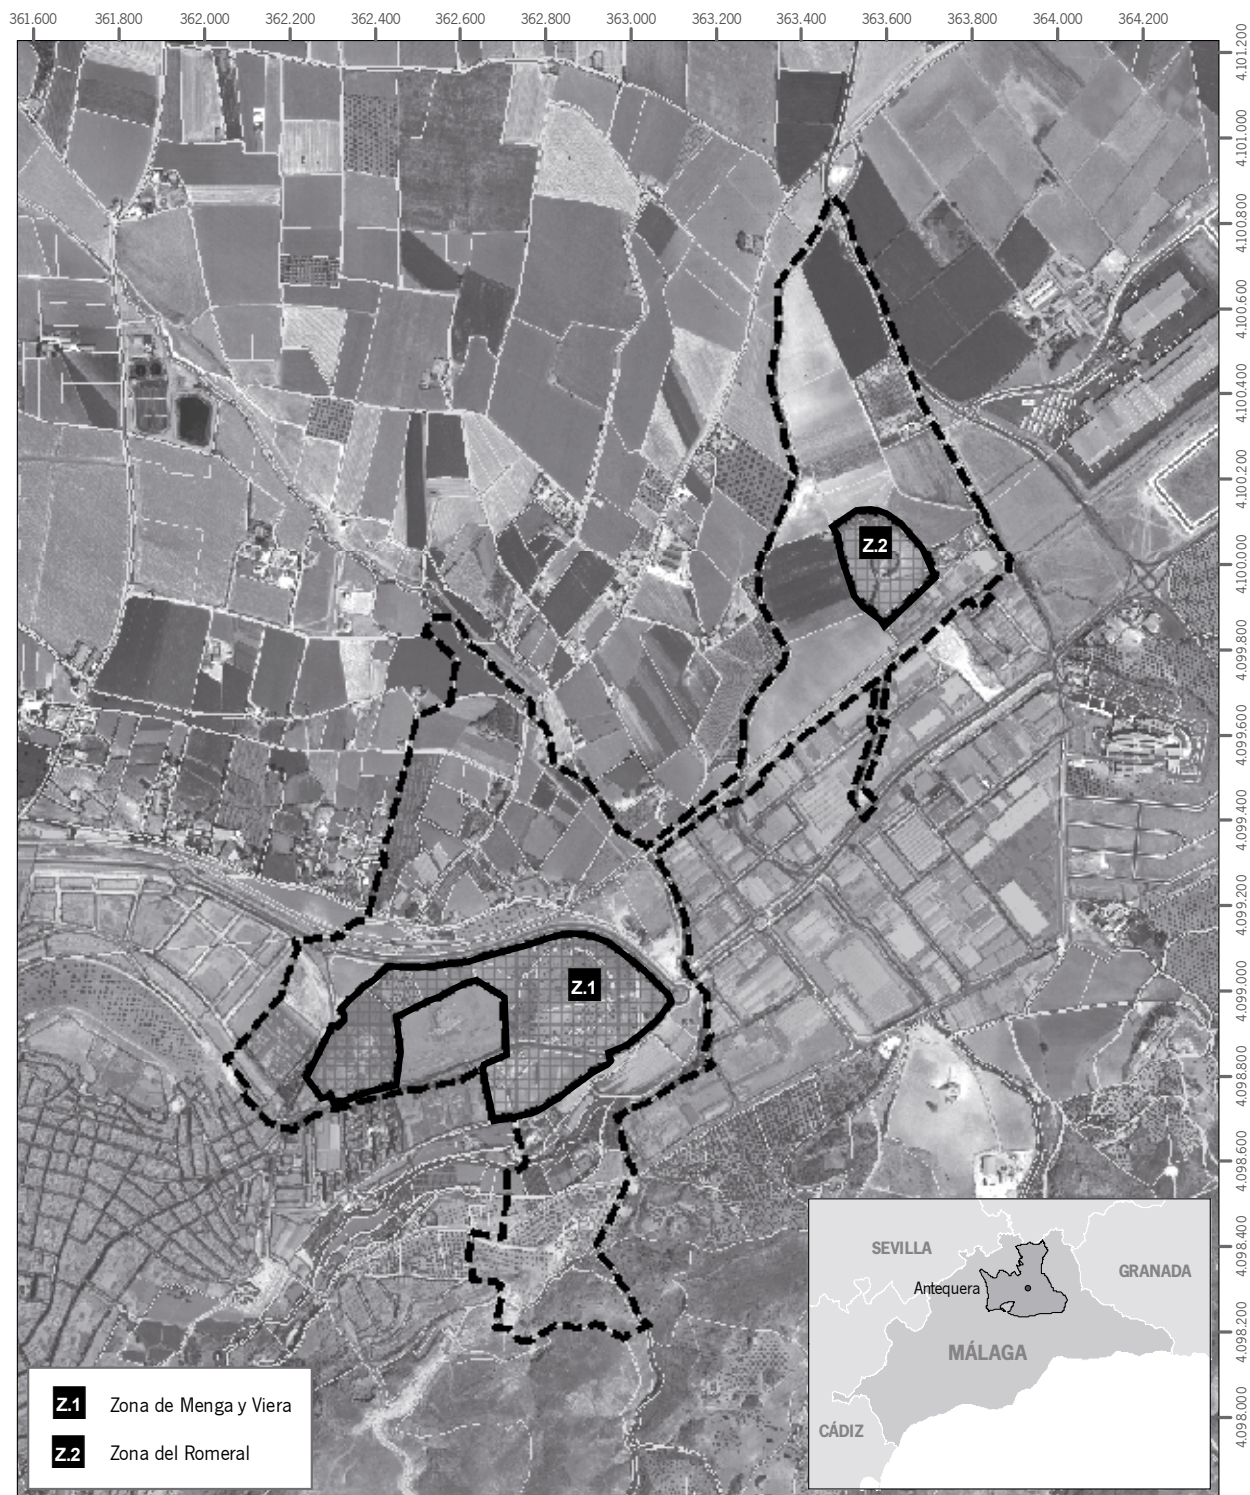 361.600 361.800 362.000 362.200 362.400 362.600 362.800 363.000 363.200 363.400 363.600 363.800 364.000 364.200
4.101.200
4.101.000
4.100.800
4.100.600
4.100.400
4.100.200
Z.2
4.100.000
4.099.800
4.099.600
4.099.400
4.099.200
Z.1
4.099.000
4.098.800
4.098.600
4.098.400
4.098.200
4.098.000
SEVILLA
GRANADA
Antequera
MÁLAGA
CÁDIZ
Z.1 Zona de Menga y Viera
Z.2 Zona del Romeral